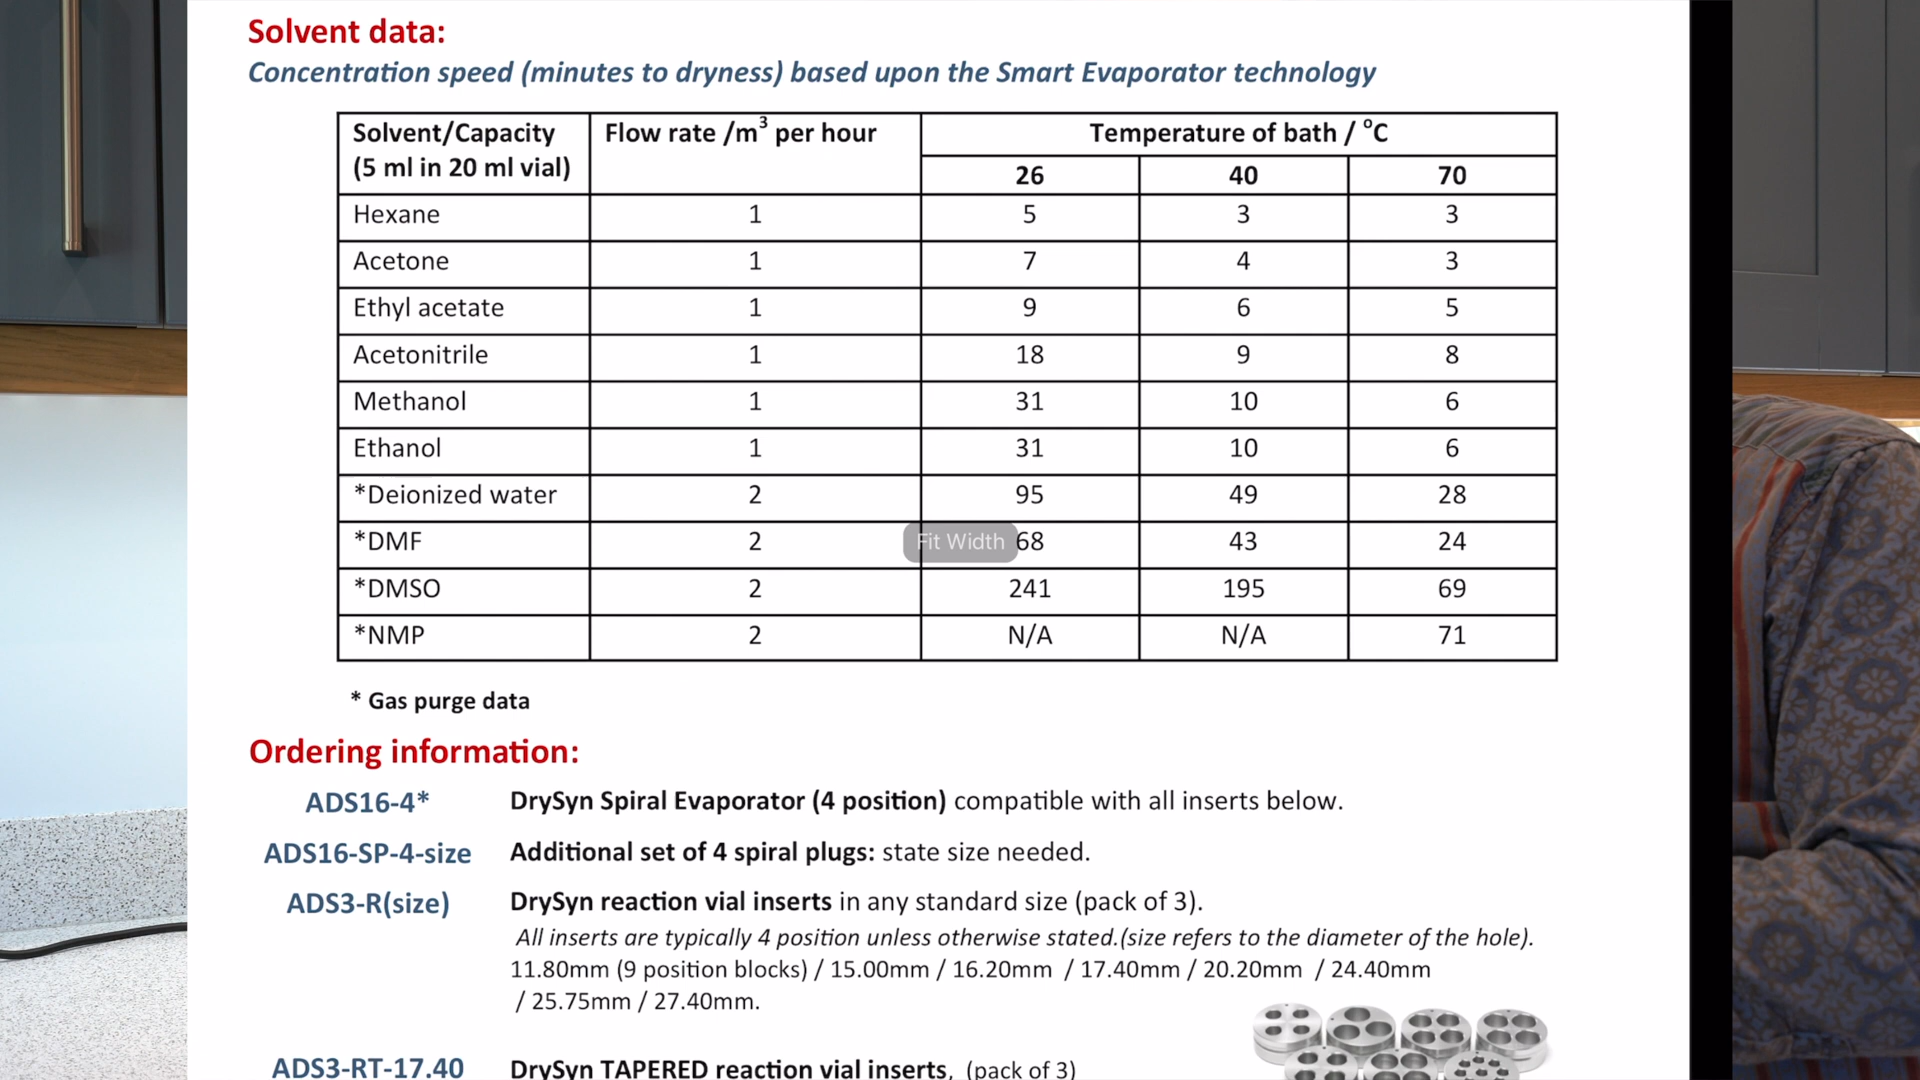 Solvent data:
Concentration speed (minutes to dryness) based upon the Smart Evaporator technology
Solvent/Capacity (5 ml in 20 ml vial) Flow rate /m³ per hour Temperature of bath / °C
26 40 70
Hexane 1 5 3 3
Acetone 1 7 4 3
Ethyl acetate 1 9 6 5
Acetonitrile 1 18 9 8
Methanol 1 31 10 6
Ethanol 1 31 10 6
*Deionized water 2 95 49 28
*DMF 2 68 43 24
Fit Width
*DMSO 2 241 195 69
*NMP 2 N/A N/A 71
* Gas purge data
Ordering information:
ADS16-4* DrySyn Spiral Evaporator (4 position) compatible with all inserts below.
ADS16-SP-4-size Additional set of 4 spiral plugs: state size needed.
ADS3-R(size) DrySyn reaction vial inserts in any standard size (pack of 3).
All inserts are typically 4 position unless otherwise stated.(size refers to the diameter of the hole).
11.80mm (9 position blocks) / 15.00mm / 16.20mm / 17.40mm / 20.20mm / 24.40mm
/ 25.75mm / 27.40mm.
ADS3-RT-17.40 DrySyn TAPERED reaction vial inserts, (pack of 3)